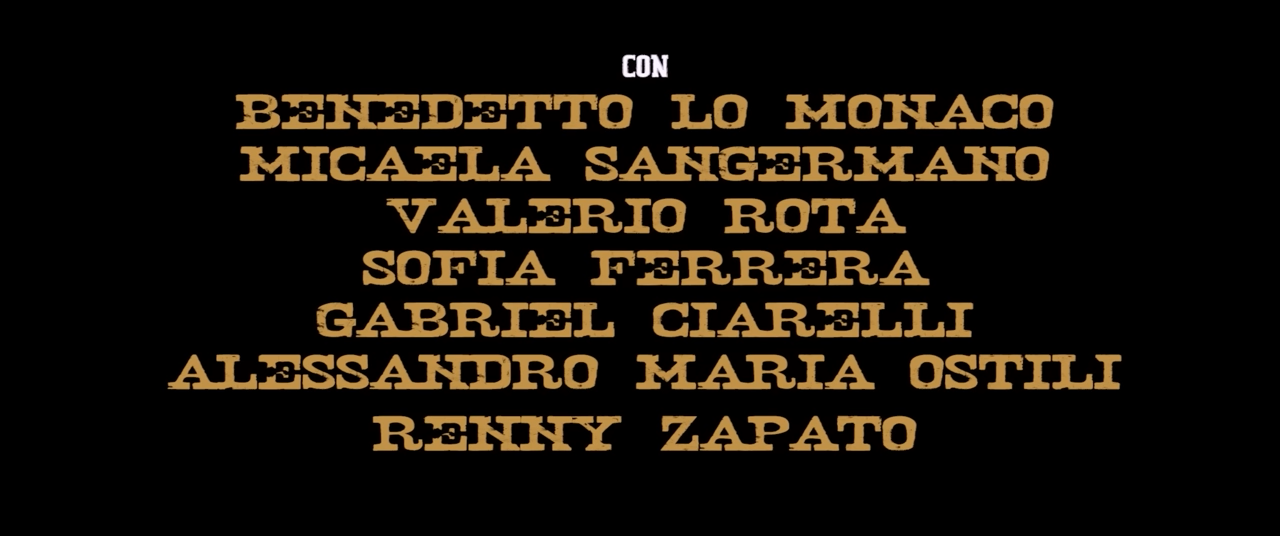 CON
BENEDETTO LO MONACO
MICAELA SANGERMANO
VALERIO ROTA
SOFIA FERRERA
GABRIEL CIARELLI
ALESSANDRO MARIA OSTILI
RENNY ZAPATO